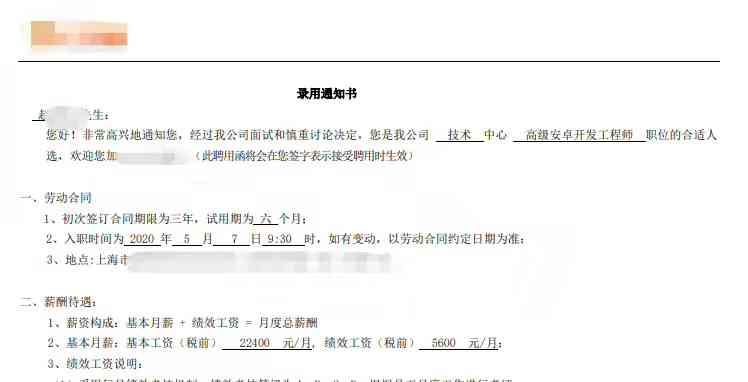 录用通知书
生：
您好！非常高兴地通知您，经过我公司面试和慎重讨论决定，您是我公司 技术 中心 高级安卓开发工程师 职位的合适人
选，欢迎您加 （此聘用函将会在您签字表示接受聘用时生效）
一、劳动合同
1、初次签订合同期限为三年，试用期为 六 个月；
2、入职时间为 2020 年 5 月 7 日 9:30 时，如有变动，以劳动合同约定日期为准；
3、地点:上海市
二、薪酬待遇：
1、薪资构成：基本月薪 + 绩效工资 = 月度总薪酬
2、基本月薪：基本工资（税前） 22400 元/月，绩效工资（税前） 5600 元/月；
3、绩效工资说明：